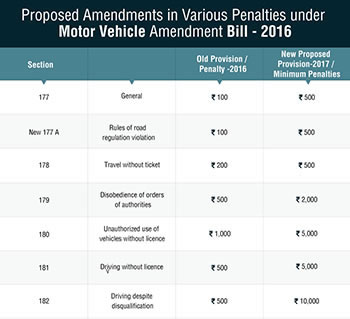 Proposed Amendments in Various Penalties under
Motor Vehicle Amendment Bill - 2016
Section
Old Provision /
Penalty -2016
New Proposed
Provision-2017 /
Minimum Penalties
177
General
₹ 100
₹ 500
New 177 A
Rules of road
regulation violation
₹ 100
₹ 500
178
Travel without ticket
₹ 200
₹ 500
179
Disobedience of orders
of authorities
₹ 500
₹ 2,000
180
Unauthorized use of
vehicles without licence
₹ 1,000
₹ 5,000
181
Driving without licence
₹ 500
₹ 5,000
182
Driving despite
disqualification
₹ 500
₹ 10,000